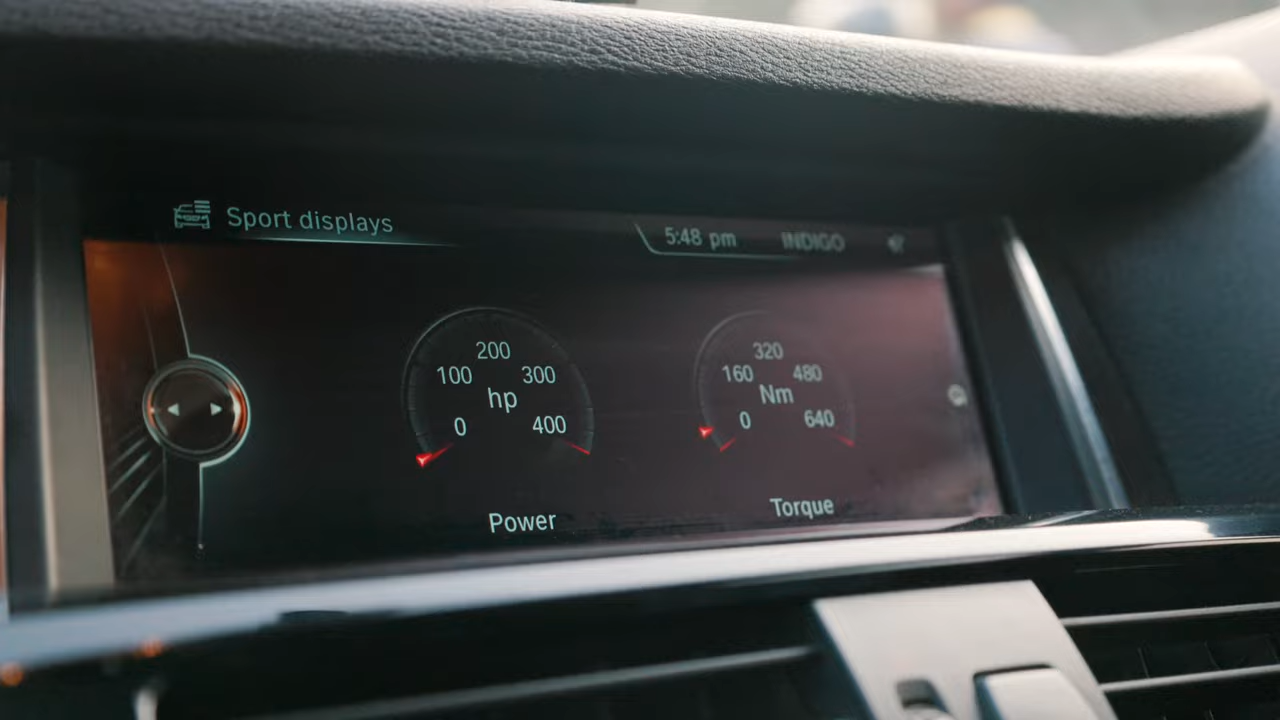 Sport displays
5:48 pm INDIGO
200
100 300
hp
0 400
Power
320
160 480
Nm
0 640
Torque